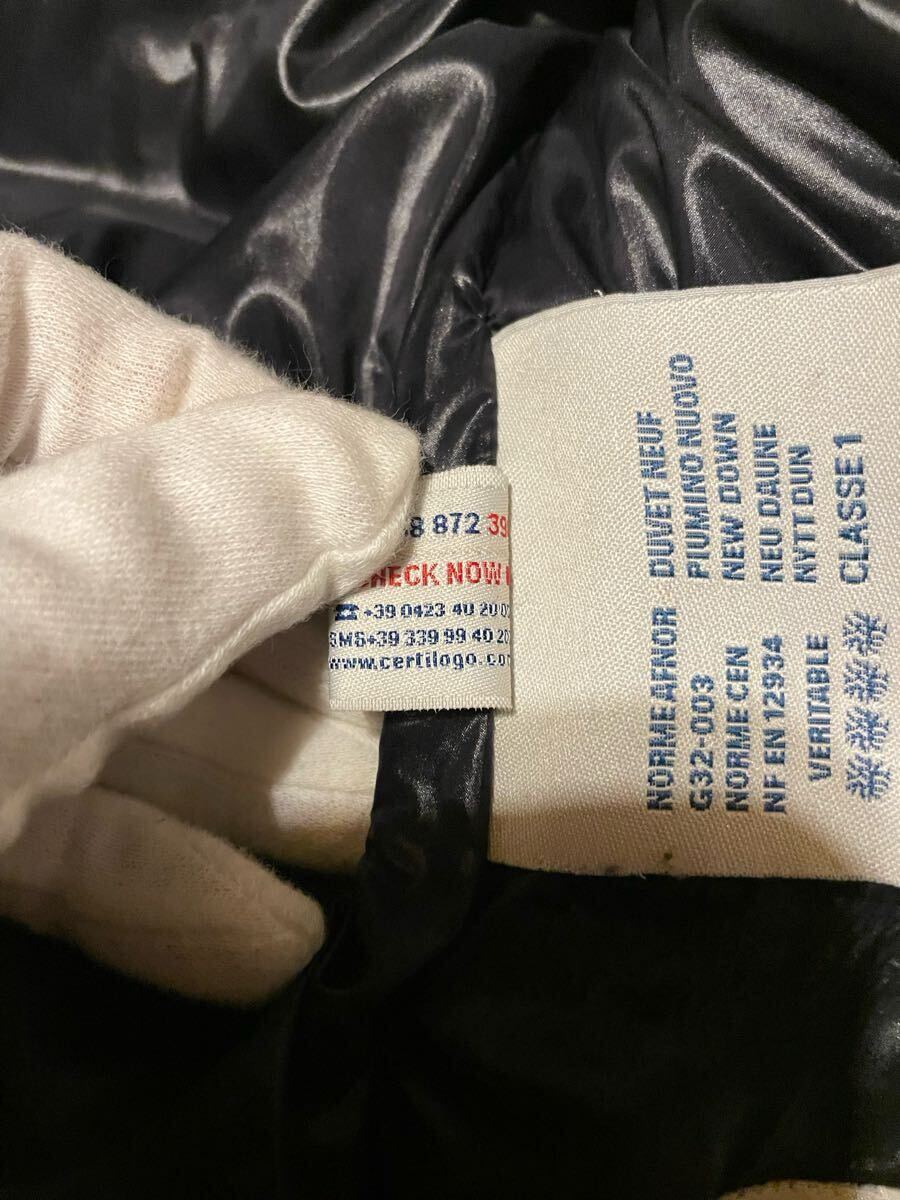 8 872 39
CHECK NOW
☎ +39 0423 40 20 0
SMS+39 339 99 40 20
www.certilogo.co
NORME AFNOR DUVET NEUF
G32-003 PIUMINO NUOVO
NORME CEN NEW DOWN
NF EN 12934 NEU DAUNE
NYTT DUN
VERITABLE
CLASSE 1